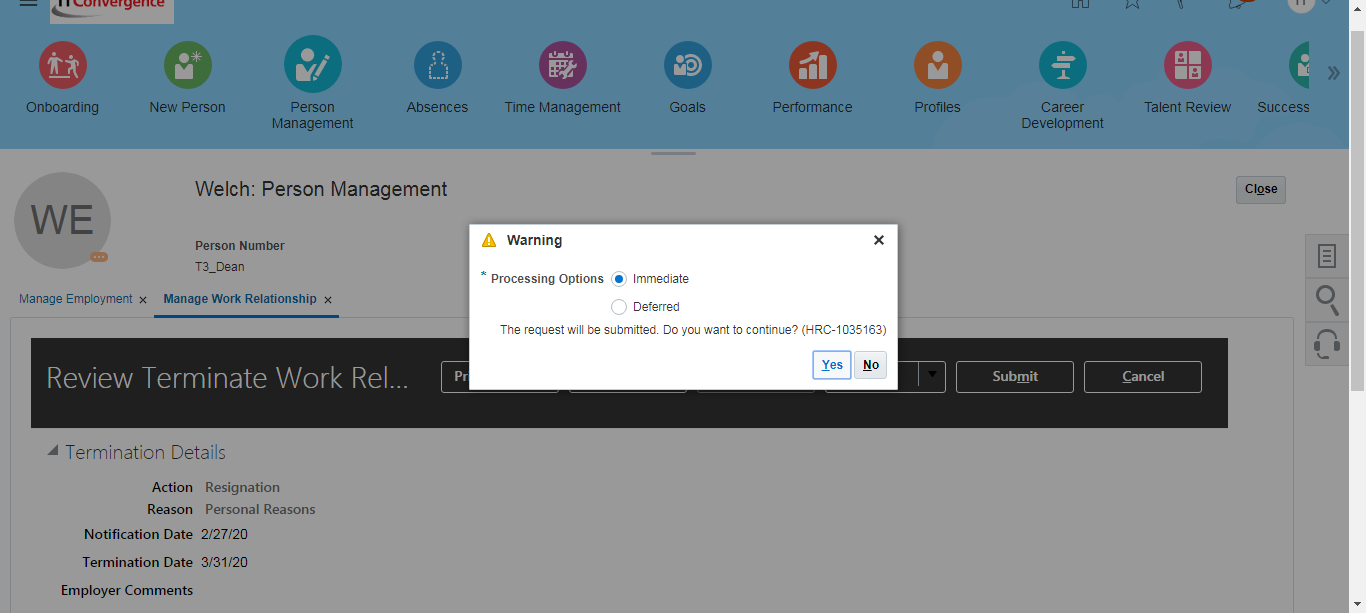 ITConvergence
Onboarding
New Person
Person
Management
Absences
Time Management
Goals
Performance
Profiles
Career
Development
Talent Review
Success
WE
Welch: Person Management
Close
Person Number
T3_Dean
Manage Employment ×
Manage Work Relationship ×
Warning
* Processing Options
Immediate
Deferred
The request will be submitted. Do you want to continue? (HRC-1035163)
Yes
No
Review Terminate Work Rel...
Pri
Submit
Cancel
Termination Details
Action Resignation
Reason Personal Reasons
Notification Date 2/27/20
Termination Date 3/31/20
Employer Comments